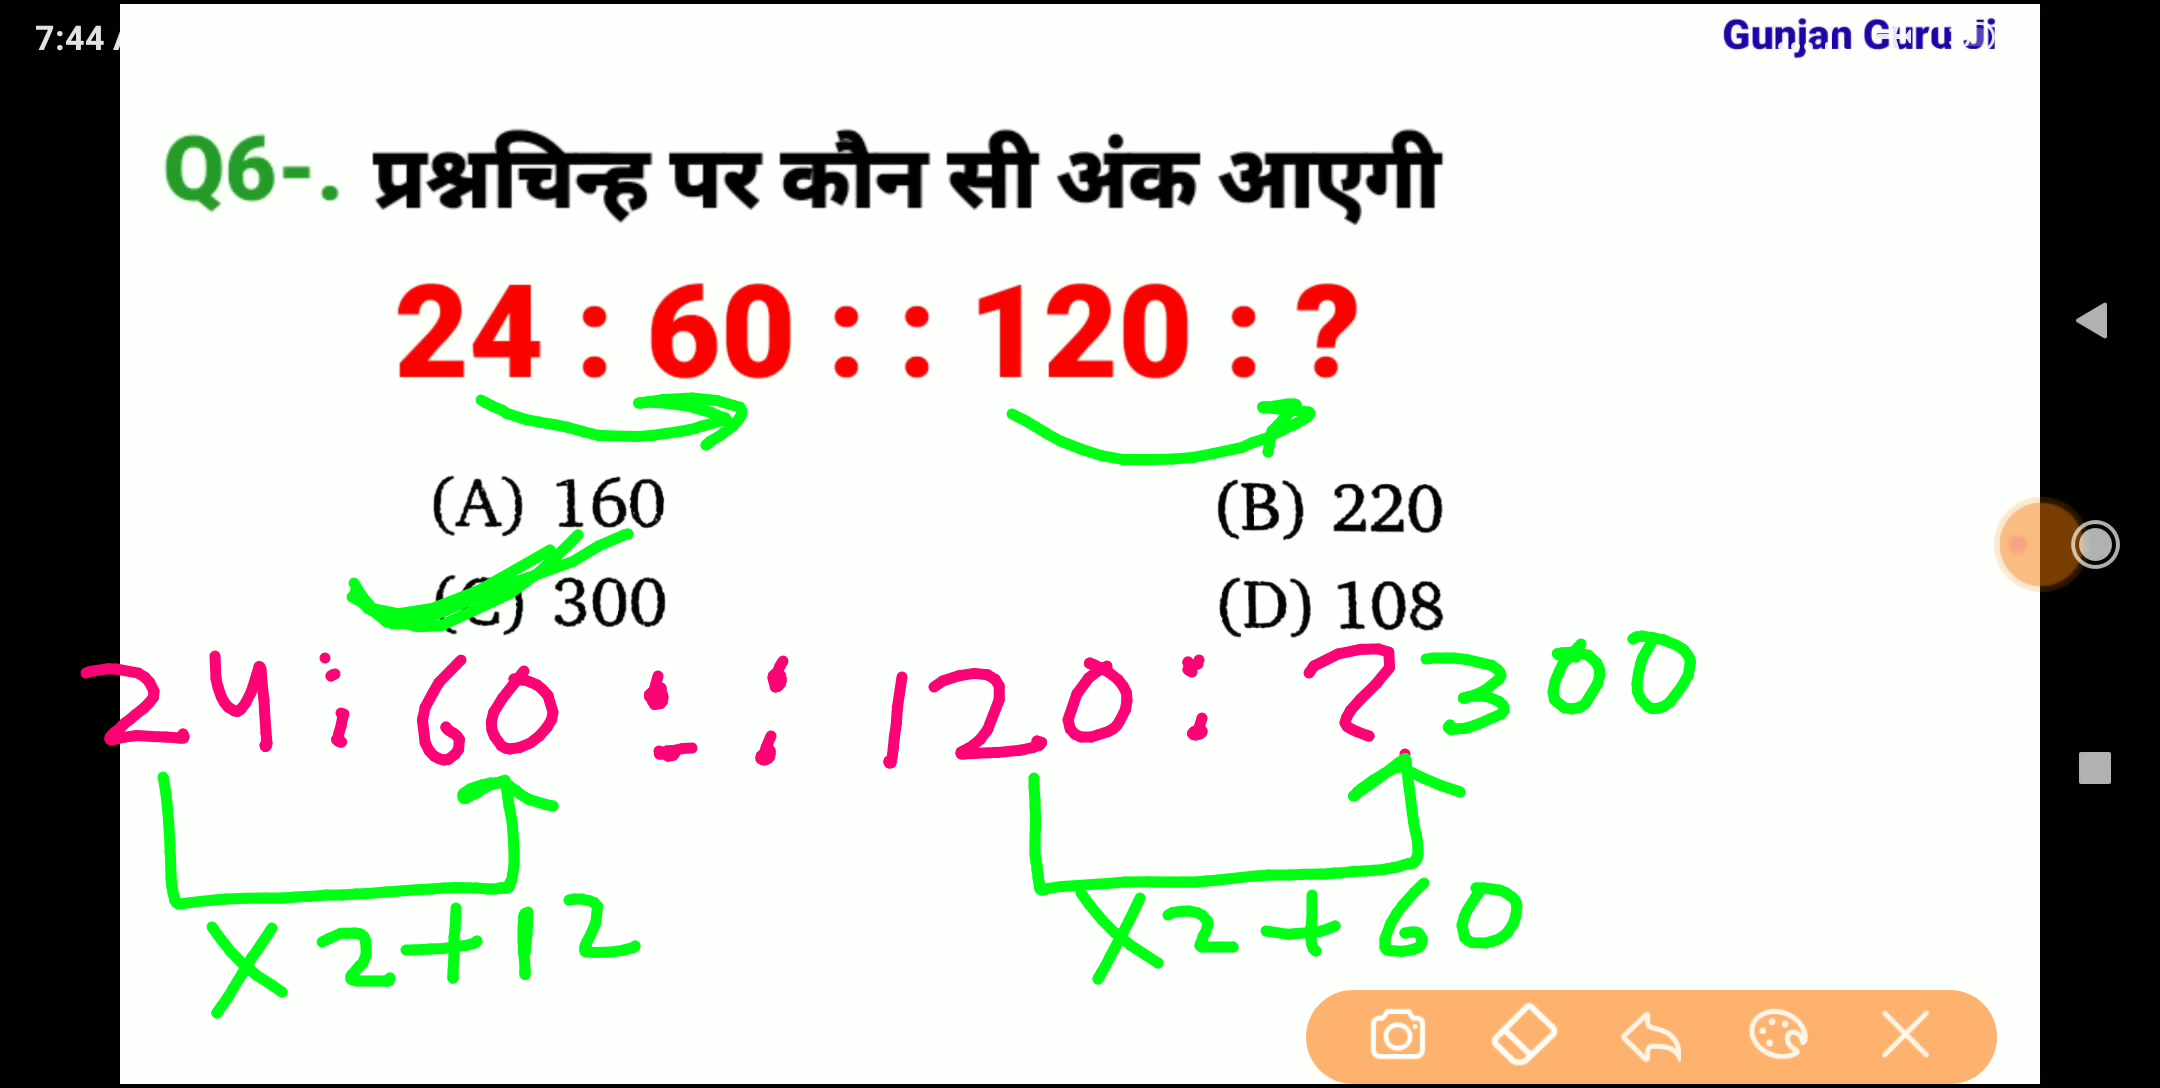 7:44
Gunjan Guru Ji
Q6-. प्रश्नचिन्ह पर कौन सी अंक आएगी
24 : 60 : : 120 : ?
(A) 160 (B) 220
(C) 300 (D) 108
24 : 60 : : 120 : ? 300
x2+12 x2+60